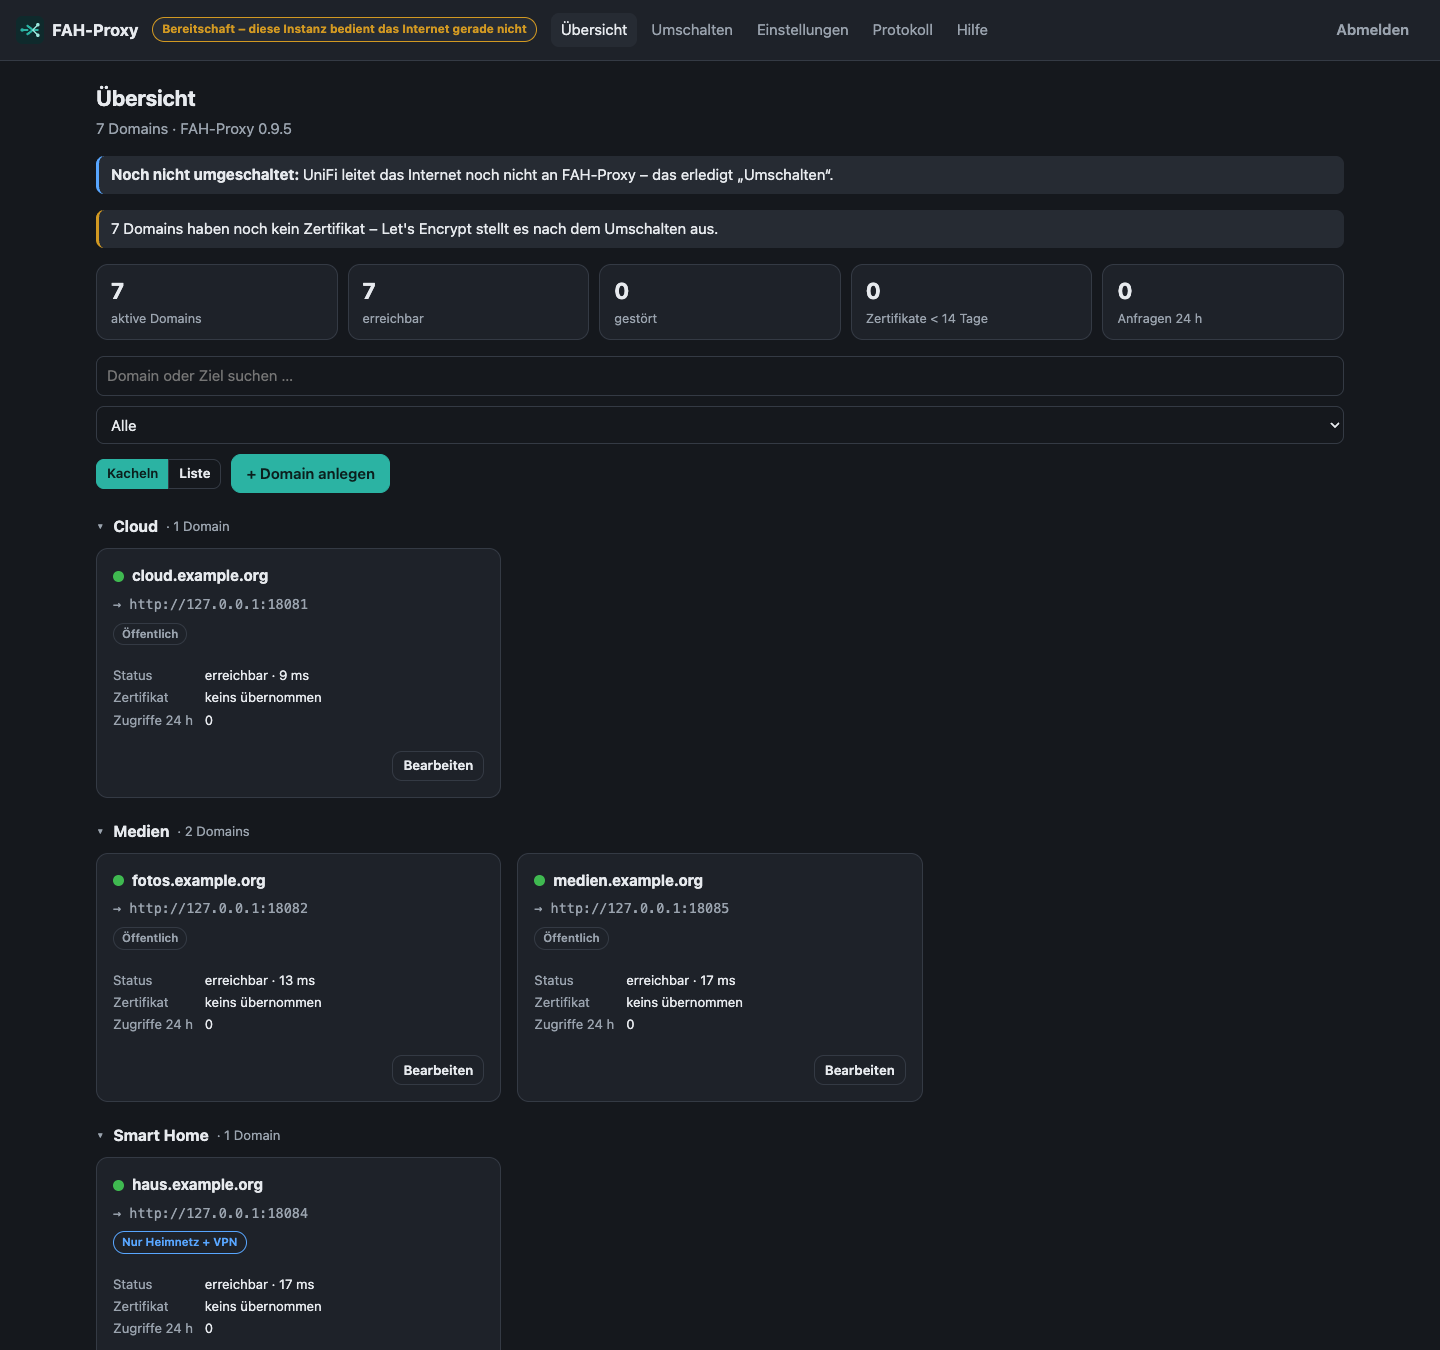 FAH-Proxy
Bereitschaft – diese Instanz bedient das Internet gerade nicht
Übersicht
Umschalten
Einstellungen
Protokoll
Hilfe
Abmelden
Übersicht
7 Domains · FAH-Proxy 0.9.5
Noch nicht umgeschaltet: UniFi leitet das Internet noch nicht an FAH-Proxy – das erledigt „Umschalten“.
7 Domains haben noch kein Zertifikat – Let's Encrypt stellt es nach dem Umschalten aus.
7
aktive Domains
7
erreichbar
0
gestört
0
Zertifikate < 14 Tage
0
Anfragen 24 h
Domain oder Ziel suchen ...
Alle
Kacheln
Liste
+ Domain anlegen
▾ Cloud · 1 Domain
cloud.example.org
→ http://127.0.0.1:18081
Öffentlich
Status erreichbar · 9 ms
Zertifikat keins übernommen
Zugriffe 24 h 0
Bearbeiten
▾ Medien · 2 Domains
fotos.example.org
→ http://127.0.0.1:18082
Öffentlich
Status erreichbar · 13 ms
Zertifikat keins übernommen
Zugriffe 24 h 0
Bearbeiten
medien.example.org
→ http://127.0.0.1:18085
Öffentlich
Status erreichbar · 17 ms
Zertifikat keins übernommen
Zugriffe 24 h 0
Bearbeiten
▾ Smart Home · 1 Domain
haus.example.org
→ http://127.0.0.1:18084
Nur Heimnetz + VPN
Status erreichbar · 17 ms
Zertifikat keins übernommen
Zugriffe 24 h 0